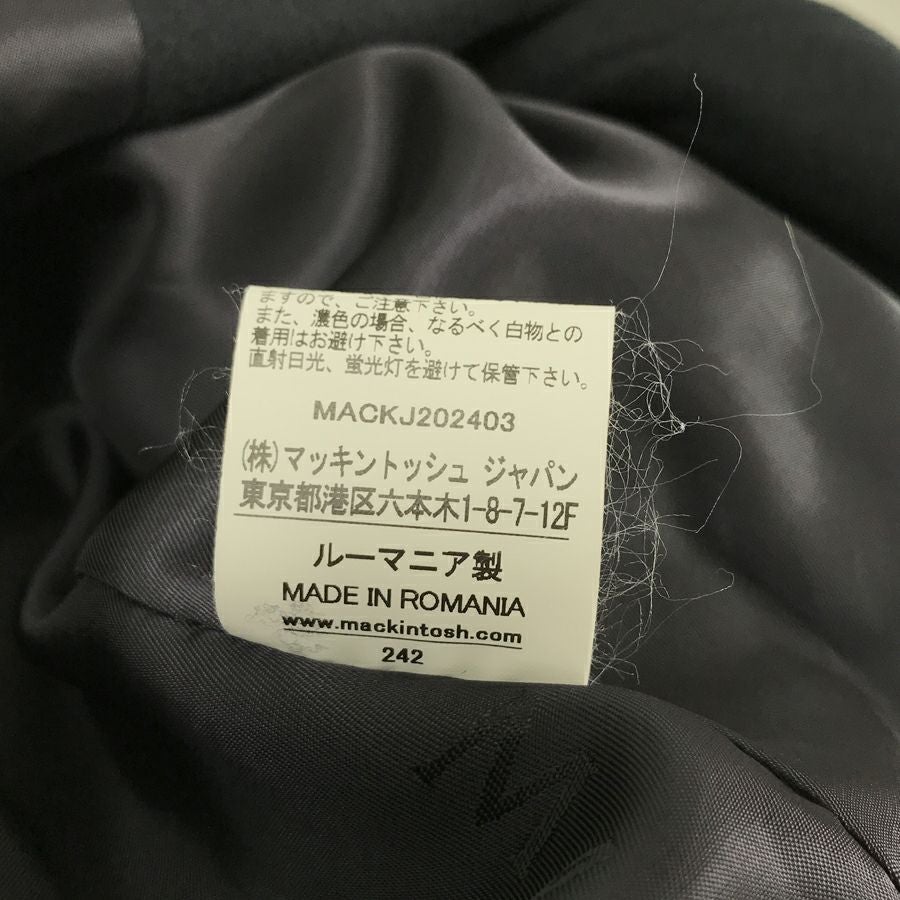 ますので、ご注意下さい。
また、濃色の場合、なるべく白物との
着用はお避け下さい。
直射日光、蛍光灯を避けて保管下さい。
MACKJ202403
(株)マッキントッシュ ジャパン
東京都港区六本木1-8-7-12F
ルーマニア製
MADE IN ROMANIA
www.mackintosh.com
242